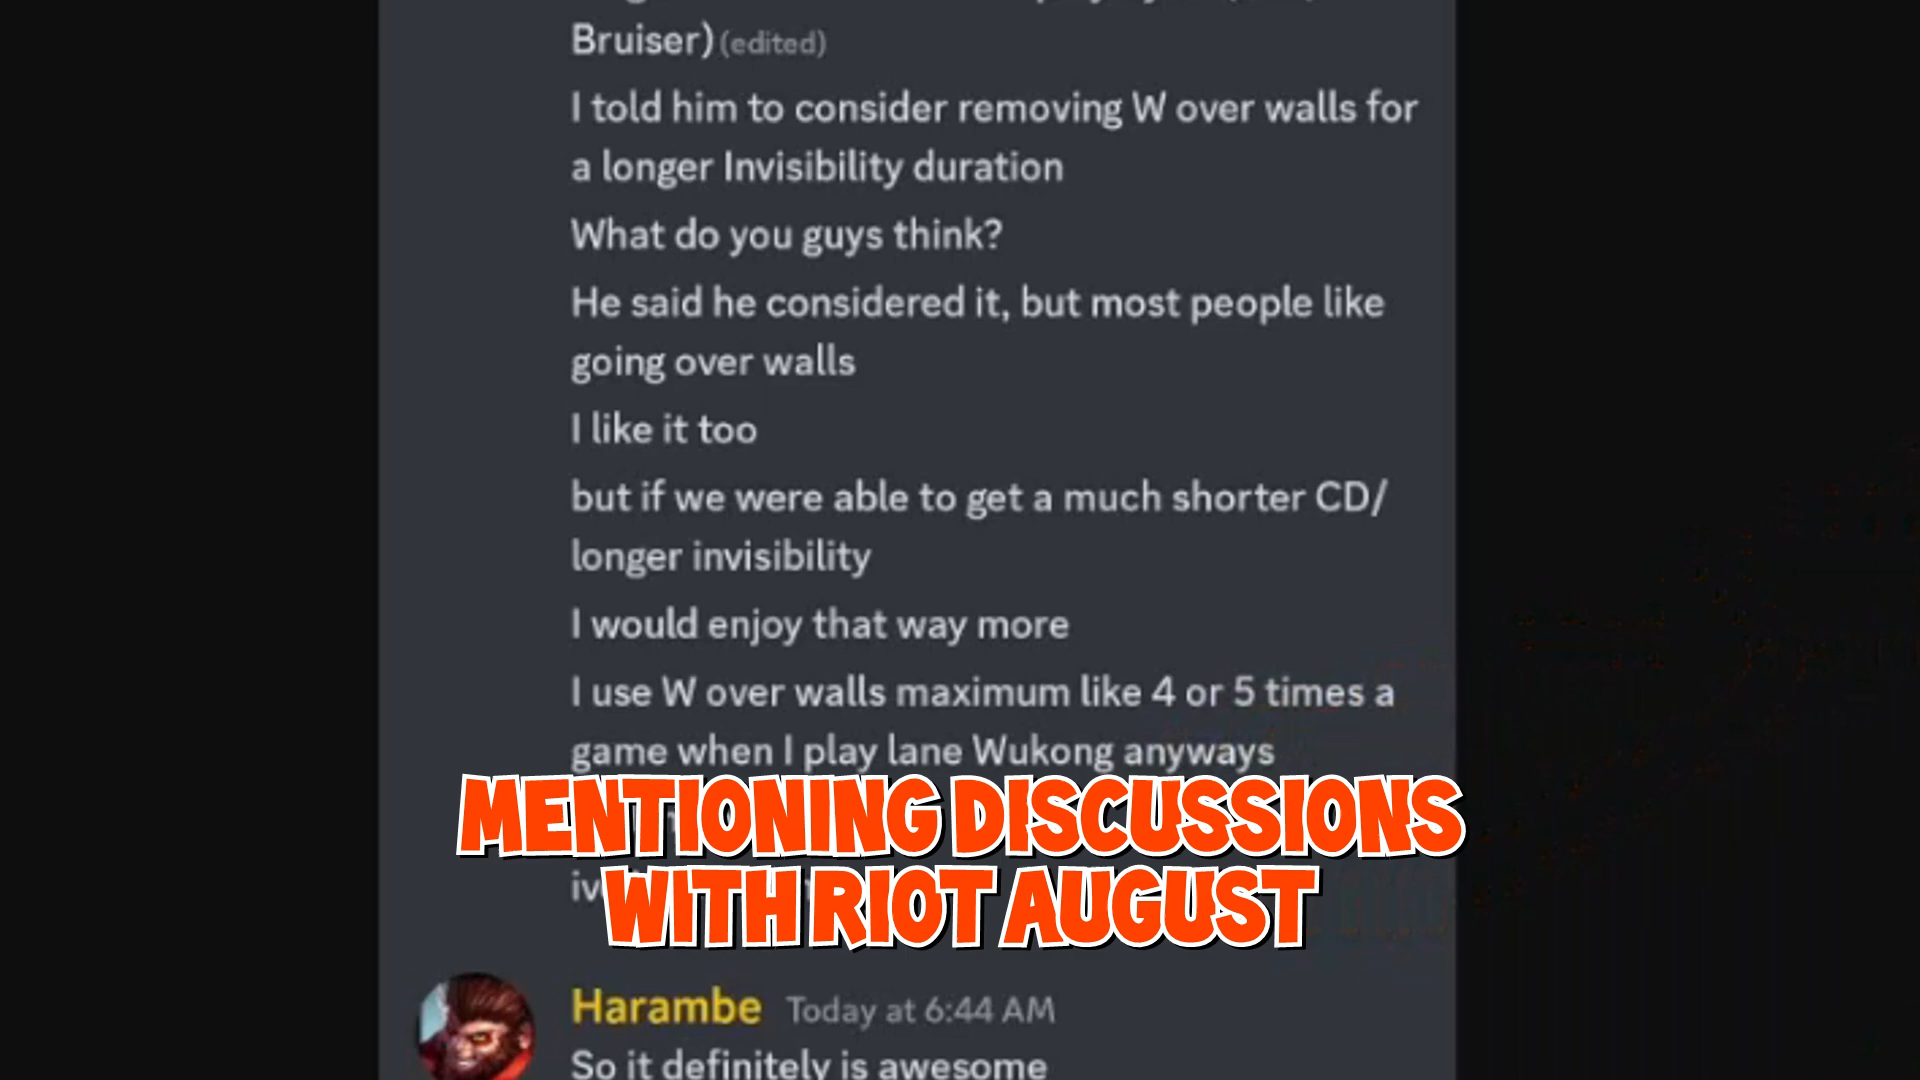 Bruiser) (edited)
I told him to consider removing W over walls for
a longer Invisibility duration
What do you guys think?
He said he considered it, but most people like
going over walls
I like it too
but if we were able to get a much shorter CD/
longer invisibility
I would enjoy that way more
I use W over walls maximum like 4 or 5 times a
game when I play lane Wukong anyways
MENTIONING DISCUSSIONS
WITH RIOT AUGUST
Harambe Today at 6:44 AM
So it definitely is awesome